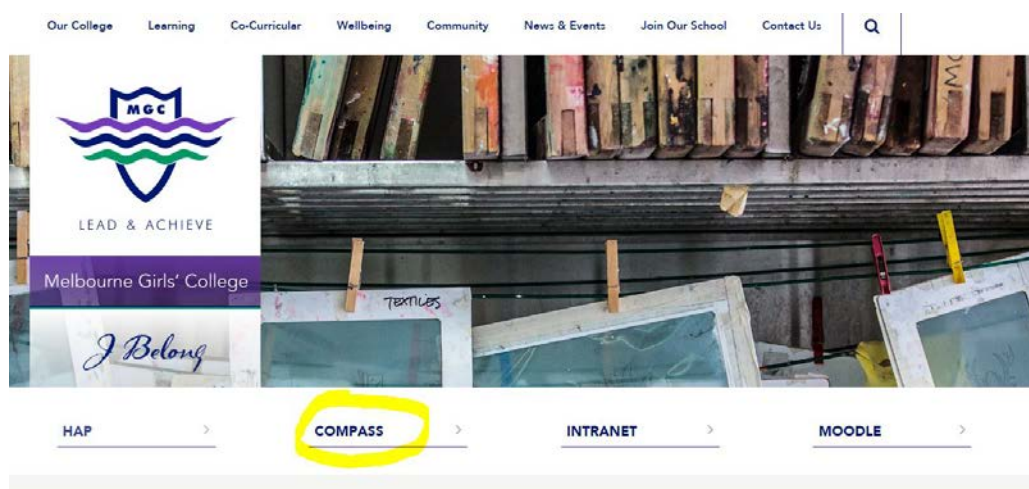 Our College Learning Co-Curricular Wellbeing Community News & Events Join Our School Contact Us
MGC
LEAD & ACHIEVE
Melbourne Girls' College
I Belong
TEXTILES
HAP COMPASS INTRANET MOODLE